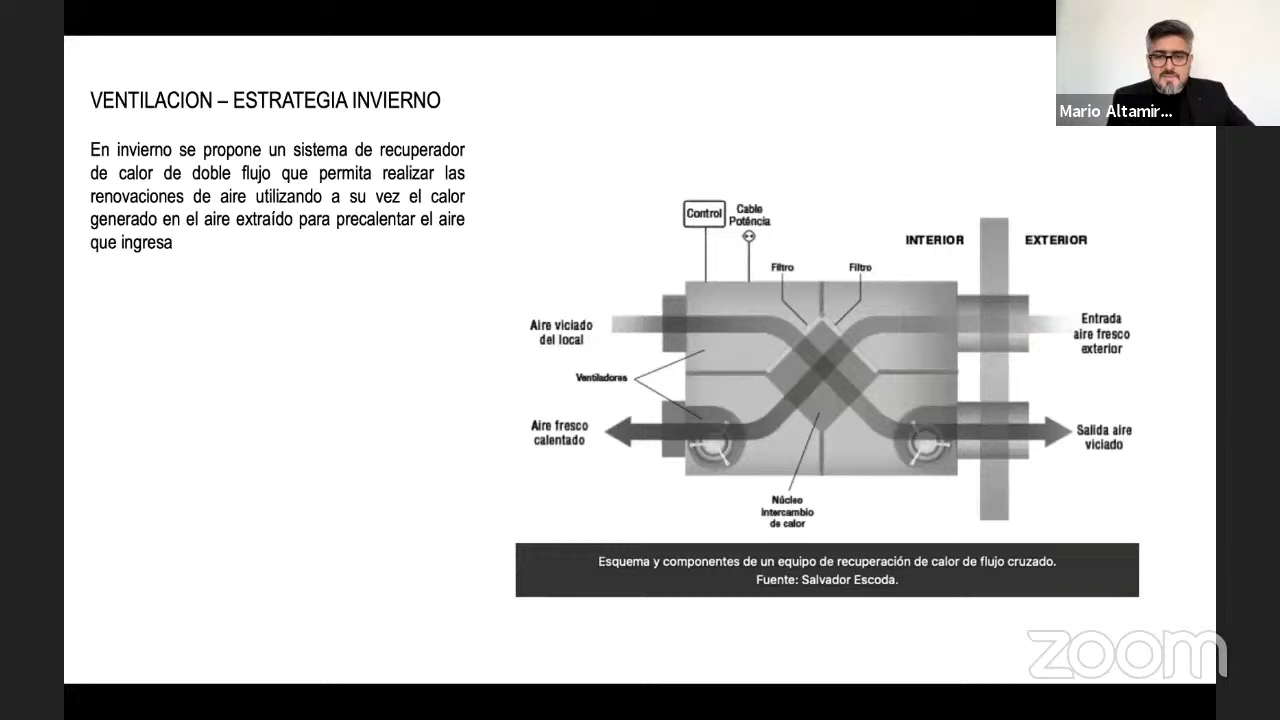 Mario Altamir...
VENTILACION – ESTRATEGIA INVIERNO
En invierno se propone un sistema de recuperador
de calor de doble flujo que permita realizar las
renovaciones de aire utilizando a su vez el calor
generado en el aire extraído para precalentar el aire
que ingresa
Control
Cable
Poténcia
INTERIOR
EXTERIOR
Filtro
Filtro
Aire viciado
del local
Entrada
aire fresco
exterior
Ventiladores
Aire fresco
calentado
Salida aire
viciado
Núcleo
intercambio
de calor
Esquema y componentes de un equipo de recuperación de calor de flujo cruzado.
Fuente: Salvador Escoda.
zoom